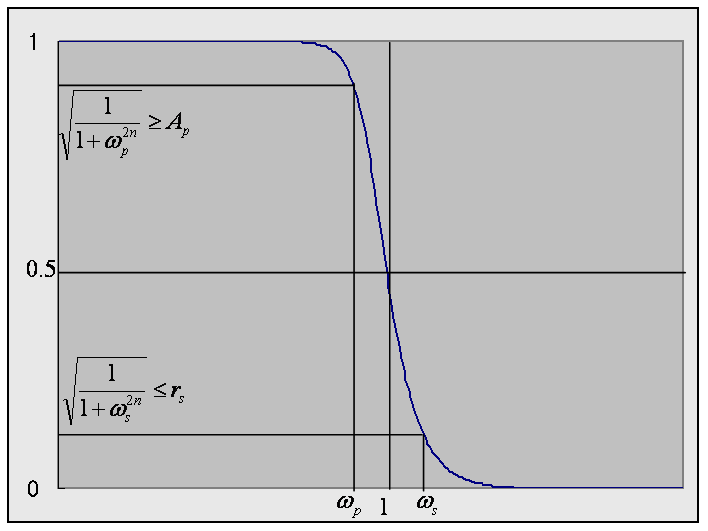 1
√(1/(1+ω_p^{2n})) ≥ A_p
0.5
√(1/(1+ω_s^{2n})) ≤ r_s
0
ω_p 1 ω_s